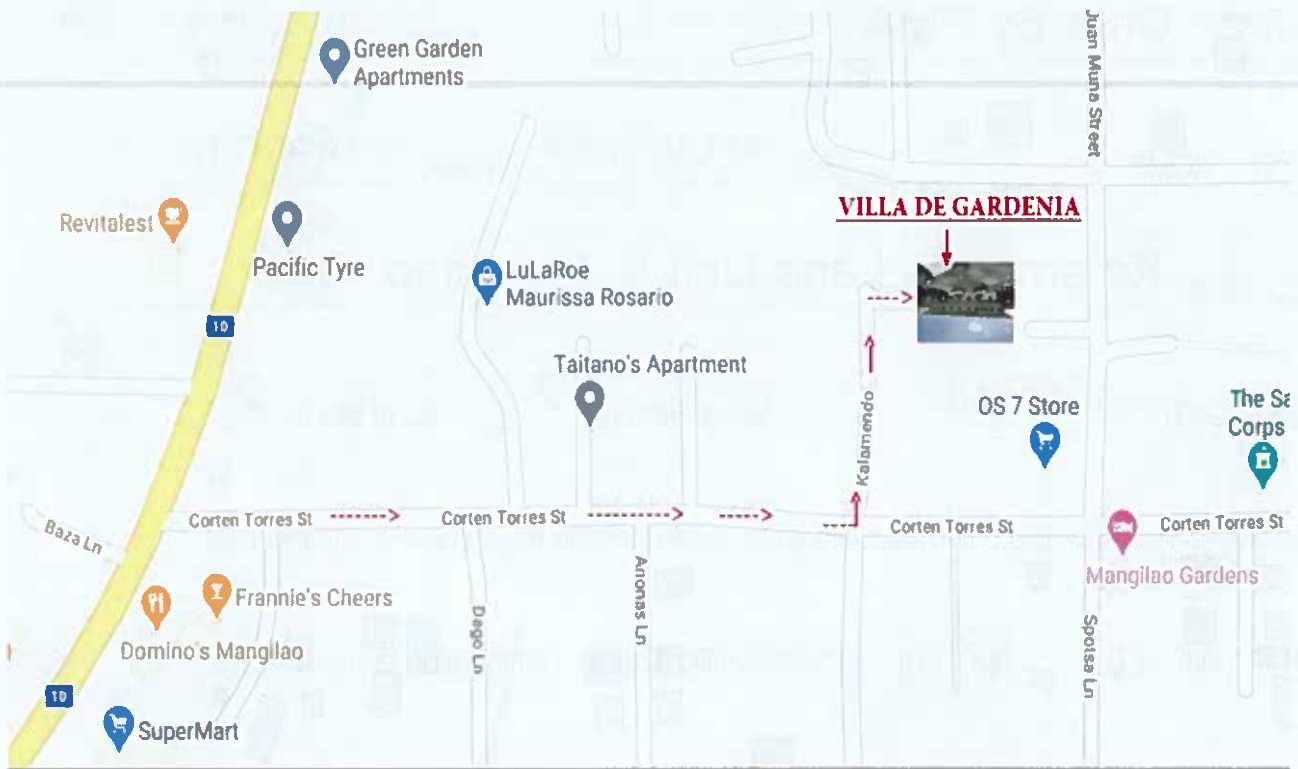 Juan Muna Street
Green Garden
Apartments
VILLA DE GARDENIA
Revitalest
Pacific Tyre
LuLaRoe
Maurissa Rosario
10
Taitano's Apartment
Kalamendo
OS 7 Store
The Sa
Corps
Corten Torres St
Corten Torres St
Corten Torres St
Corten Torres St
Baza Ln
Mangilao Gardens
Anonas Ln
Frannie's Cheers
Dago Ln
Domino's Mangilao
Spotsa Ln
10
SuperMart